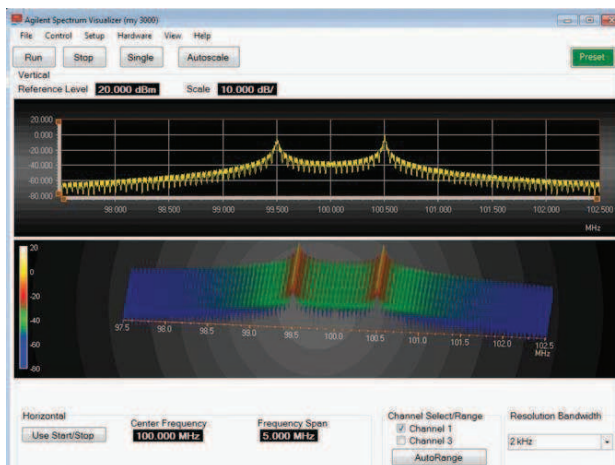 Agilent Spectrum Visualizer (my 3000)
File Control Setup Hardware View Help
Run Stop Single Autoscale Preset
Vertical
Reference Level 20.000 dBm Scale 10.000 dB/
20.000
0.000
-20.000
-40.000
-60.000
-80.000
98.000 98.500 99.000 99.500 100.000 100.500 101.000 101.500 102.000 102.500
MHz
20
0
-20
-40
-60
-80
97.5 98.0 98.5 99.0 99.5 100.0 100.5 101.0 101.5 102.0 102.5
MHz
Horizontal
Use Start/Stop
Center Frequency
100.000 MHz
Frequency Span
5.000 MHz
Channel Select/Range
Channel 1
Channel 3
AutoRange
Resolution Bandwidth
2 kHz